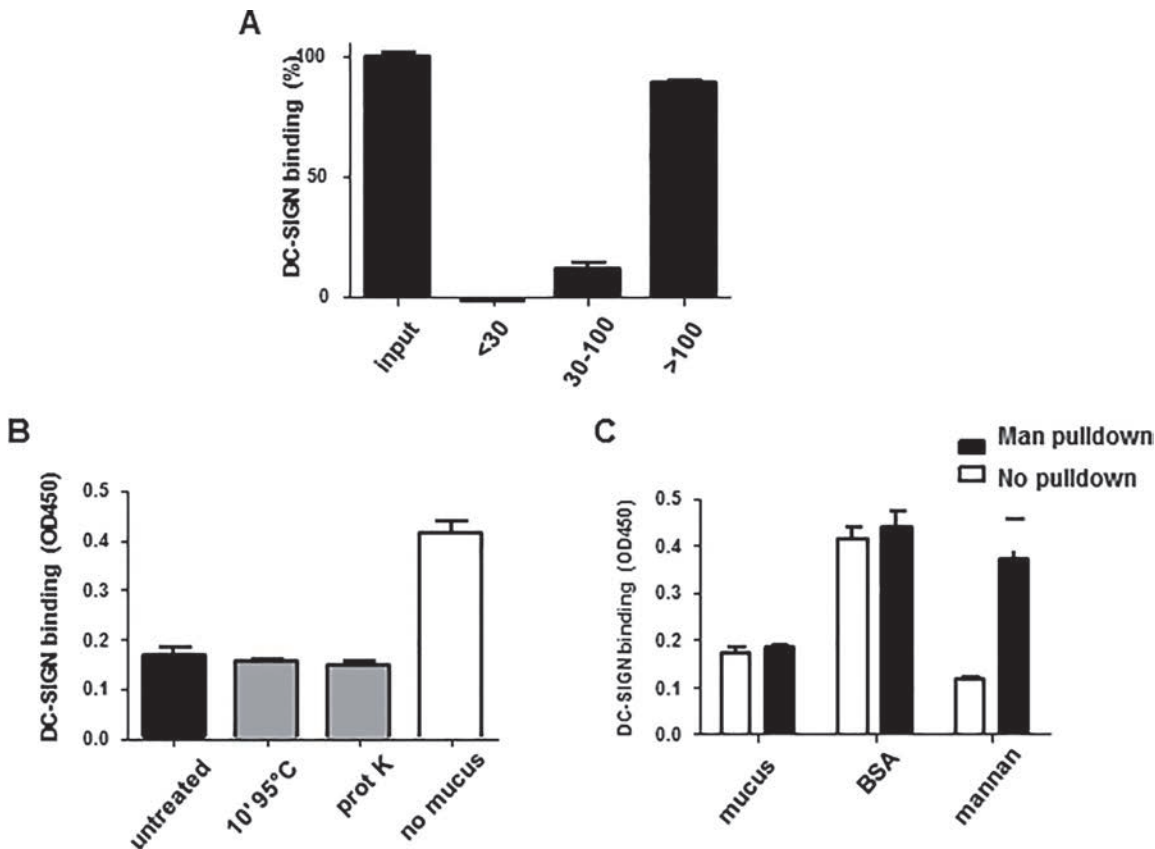 A
DC-SIGN binding (%)
100
50
0
input
<30
30-100
>100
B
DC-SIGN binding (OD450)
0.5
0.4
0.3
0.2
0.1
0.0
untreated
10' 95°C
prot K
no mucus
C
Man pulldown
No pulldown
DC-SIGN binding (OD450)
0.5
0.4
0.3
0.2
0.1
0.0
mucus
BSA
mannan